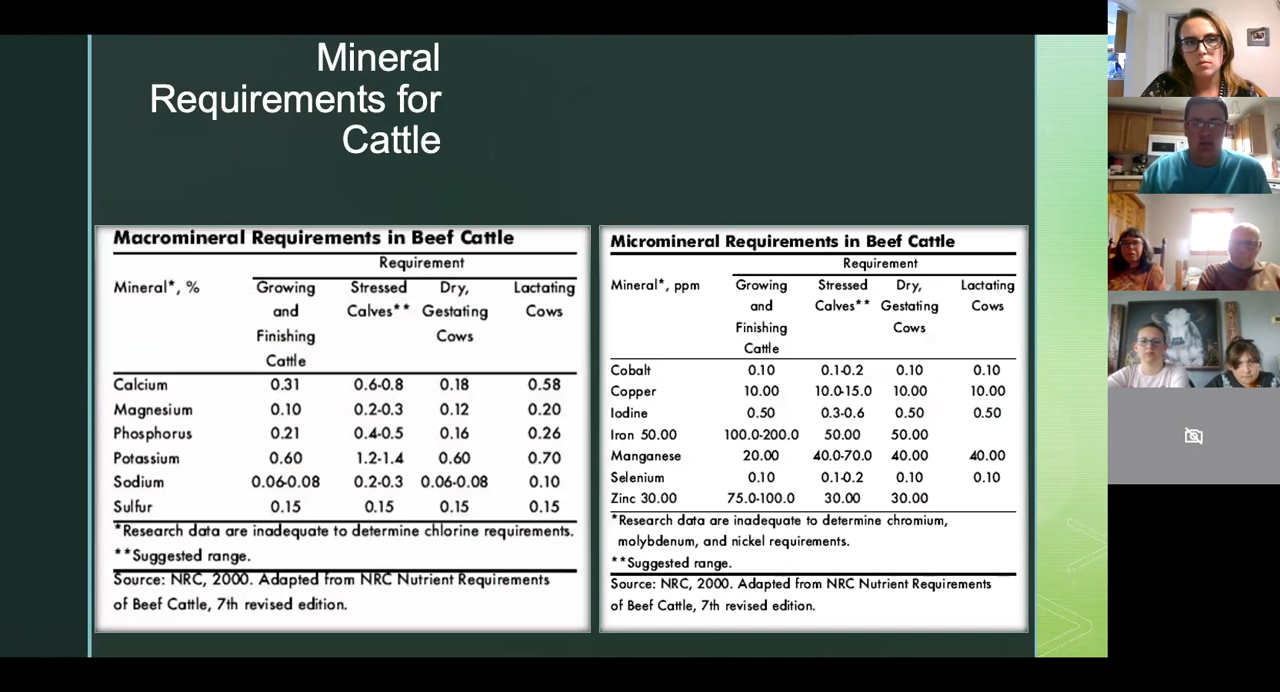 Mineral
Requirements for
Cattle
Macromineral Requirements in Beef Cattle
Requirement
Mineral*, % Growing Stressed Dry, Lactating
and Calves** Gestating Cows
Finishing Cows
Cattle
Calcium 0.31 0.6-0.8 0.18 0.58
Magnesium 0.10 0.2-0.3 0.12 0.20
Phosphorus 0.21 0.4-0.5 0.16 0.26
Potassium 0.60 1.2-1.4 0.60 0.70
Sodium 0.06-0.08 0.2-0.3 0.06-0.08 0.10
Sulfur 0.15 0.15 0.15 0.15
*Research data are inadequate to determine chlorine requirements.
**Suggested range.
Source: NRC, 2000. Adapted from NRC Nutrient Requirements
of Beef Cattle, 7th revised edition.
Micromineral Requirements in Beef Cattle
Requirement
Mineral*, ppm Growing Stressed Dry, Lactating
and Calves** Gestating Cows
Finishing Cows
Cattle
Cobalt 0.10 0.1-0.2 0.10 0.10
Copper 10.00 10.0-15.0 10.00 10.00
Iodine 0.50 0.3-0.6 0.50 0.50
Iron 50.00 100.0-200.0 50.00 50.00
Manganese 20.00 40.0-70.0 40.00 40.00
Selenium 0.10 0.1-0.2 0.10 0.10
Zinc 30.00 75.0-100.0 30.00 30.00
*Research data are inadequate to determine chromium,
molybdenum, and nickel requirements.
**Suggested range.
Source: NRC, 2000. Adapted from NRC Nutrient Requirements
of Beef Cattle, 7th revised edition.